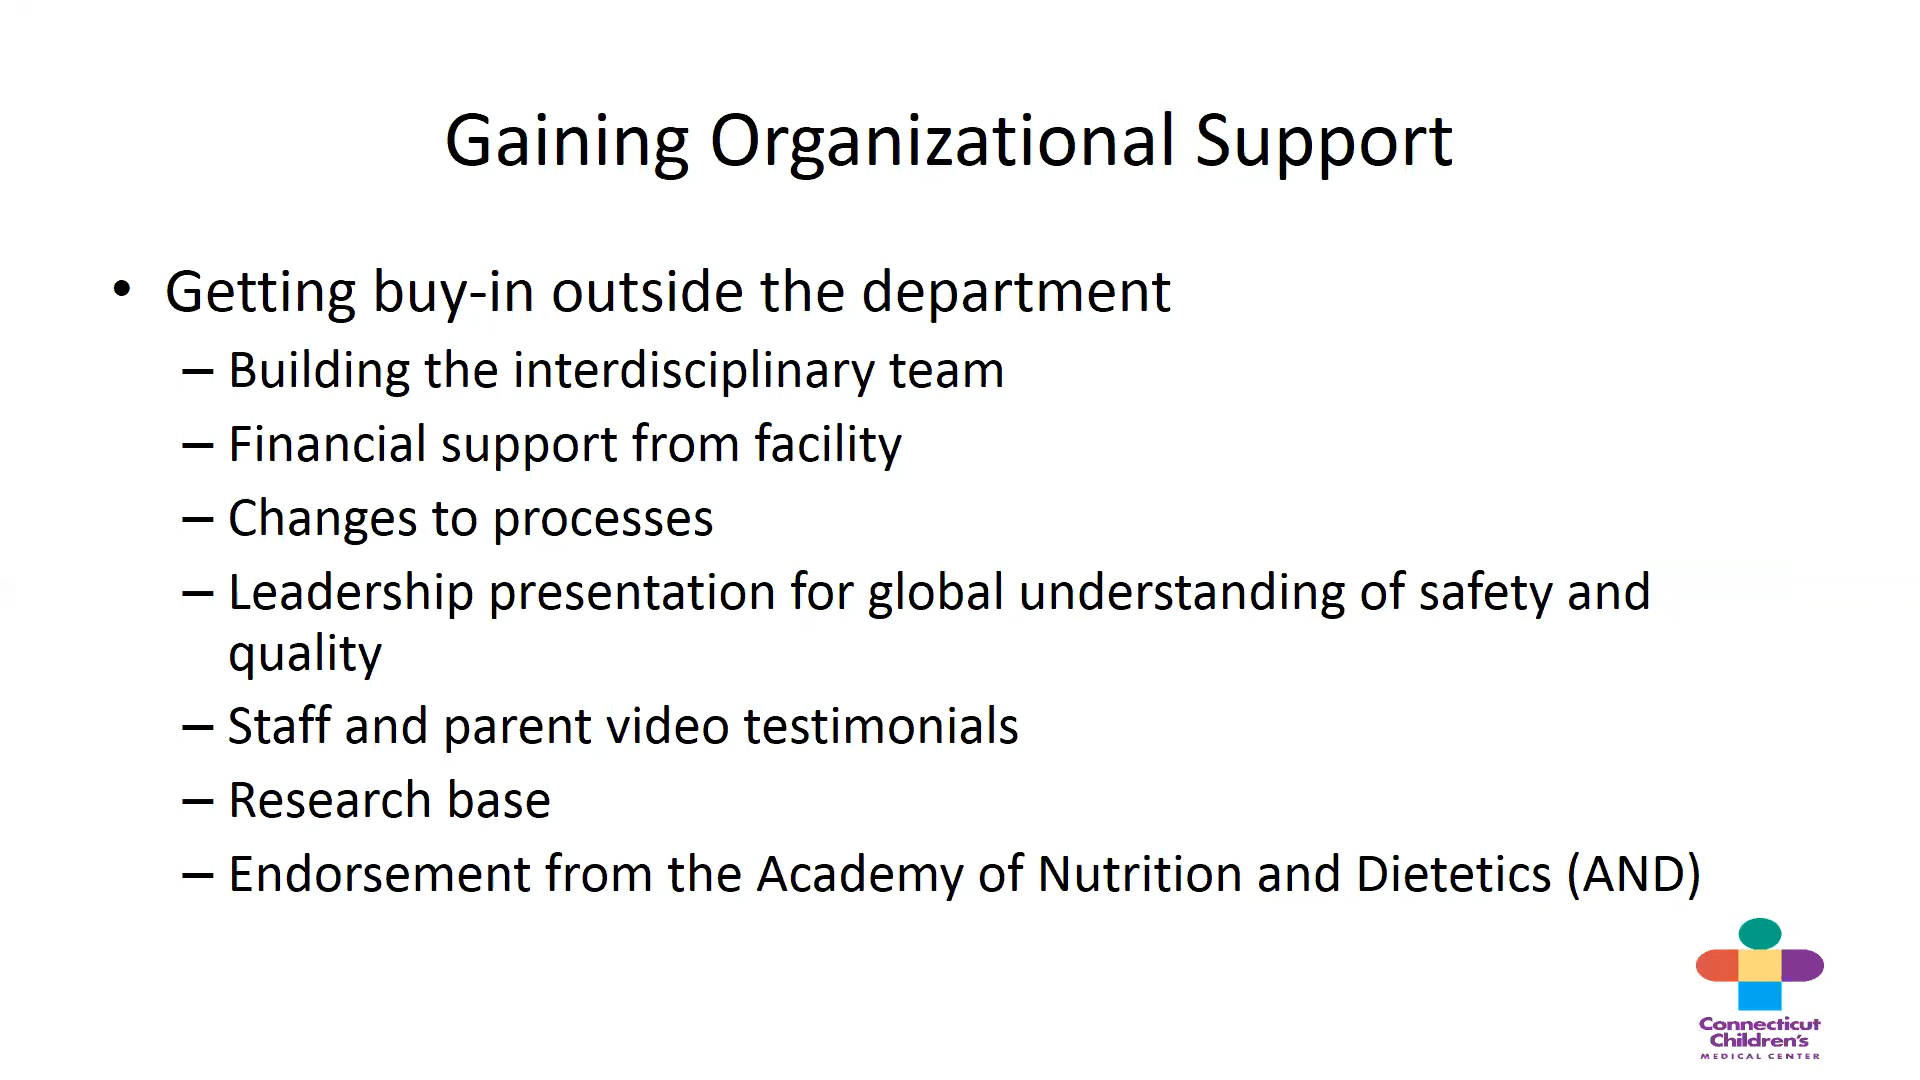 Gaining Organizational Support
• Getting buy-in outside the department
– Building the interdisciplinary team
– Financial support from facility
– Changes to processes
– Leadership presentation for global understanding of safety and
quality
– Staff and parent video testimonials
– Research base
– Endorsement from the Academy of Nutrition and Dietetics (AND)
Connecticut
Children's
MEDICAL CENTER